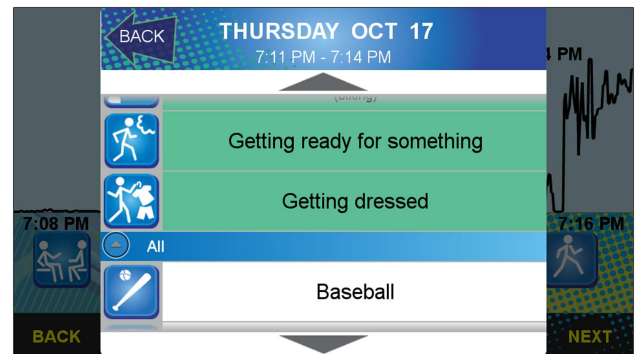 BACK
THURSDAY OCT 17
7:11 PM - 7:14 PM
PM
(biking)
Getting ready for something
Getting dressed
7:08 PM
7:16 PM
All
Baseball
BACK
NEXT